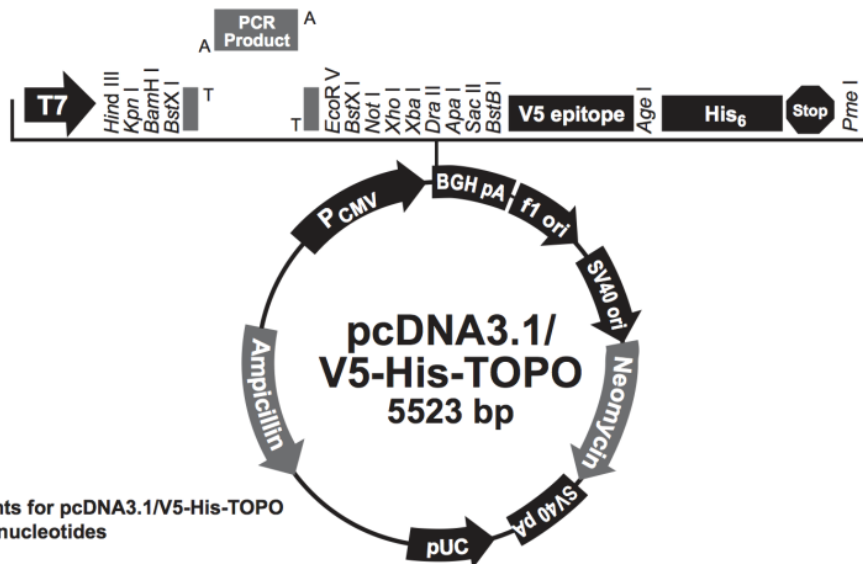 PCR
Product
A
A
T7
Hind III
Kpn I
BamH I
BstX I
T
T
EcoR V
BstX I
Not I
Xho I
Xba I
Dra II
Apa I
Sac II
BstB I
V5 epitope
Age I
His6
Stop
Pme I
P CMV
BGH pA
f1 ori
SV40 ori
Neomycin
SV40 pA
pUC
Ampicillin
pcDNA3.1/
V5-His-TOPO
5523 bp
nts for pcDNA3.1/V5-His-TOPO
nucleotides